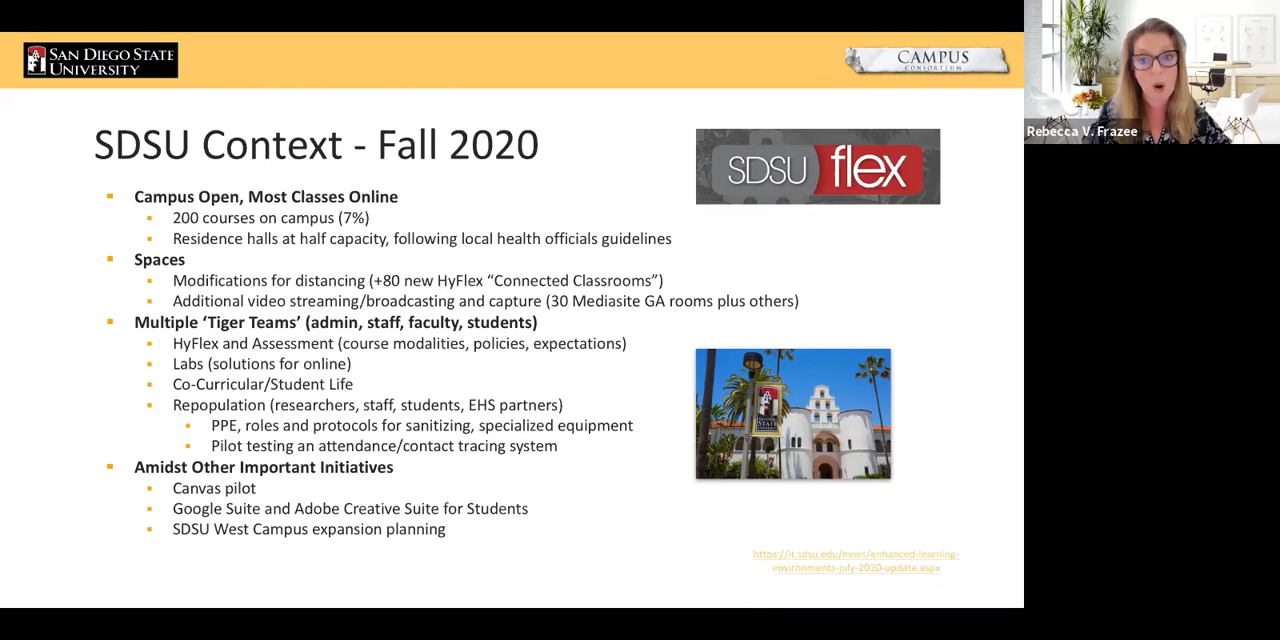 SAN DIEGO STATE
UNIVERSITY
CAMPUS
CONSORTIUM
Rebecca V. Frazee
SDSU Context - Fall 2020
SDSU flex
Campus Open, Most Classes Online
200 courses on campus (7%)
Residence halls at half capacity, following local health officials guidelines
Spaces
Modifications for distancing (+80 new HyFlex “Connected Classrooms”)
Additional video streaming/broadcasting and capture (30 Mediasite GA rooms plus others)
Multiple ‘Tiger Teams’ (admin, staff, faculty, students)
HyFlex and Assessment (course modalities, policies, expectations)
Labs (solutions for online)
Co-Curricular/Student Life
Repopulation (researchers, staff, students, EHS partners)
PPE, roles and protocols for sanitizing, specialized equipment
Pilot testing an attendance/contact tracing system
Amidst Other Important Initiatives
Canvas pilot
Google Suite and Adobe Creative Suite for Students
SDSU West Campus expansion planning
https://it.sdsu.edu/news/enhanced-learning-
environments-july-2020-update.aspx